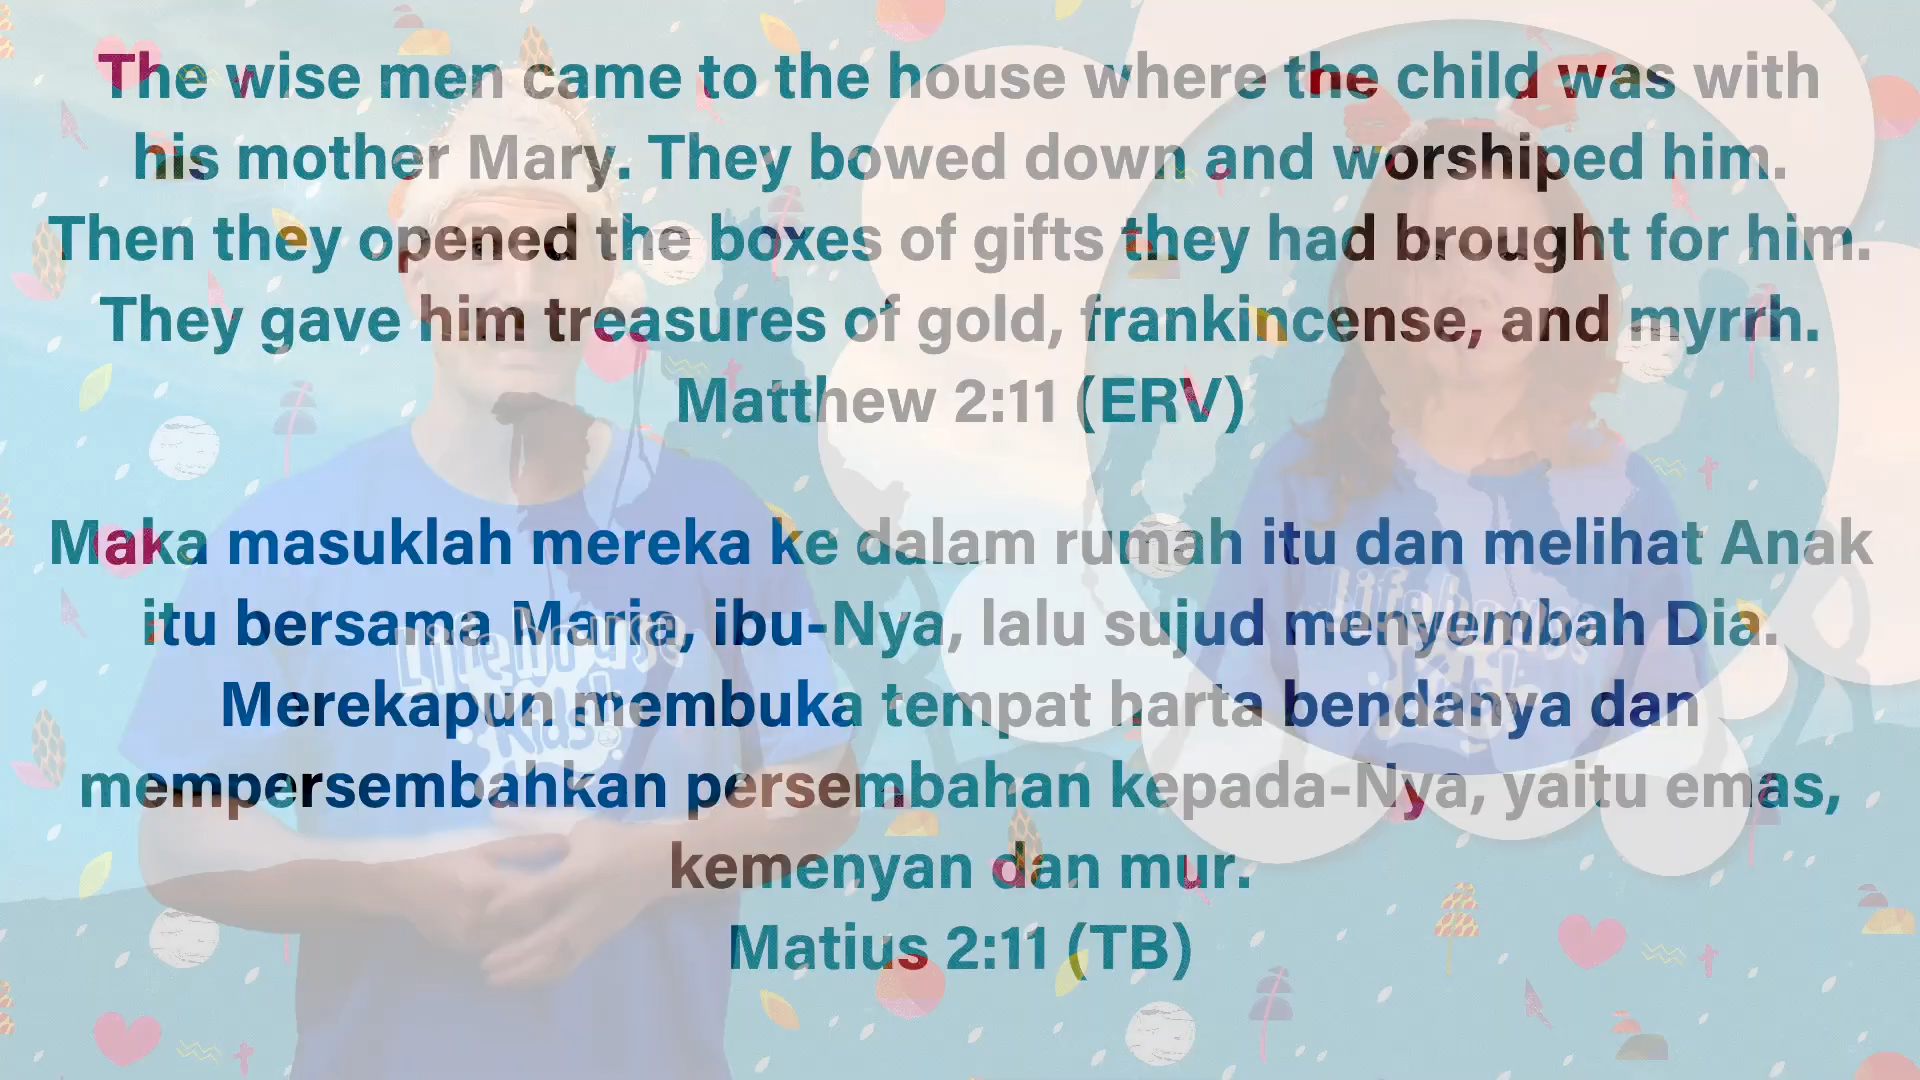 The wise men came to the house where the child was with
his mother Mary. They bowed down and worshiped him.
Then they opened the boxes of gifts they had brought for him.
They gave him treasures of gold, frankincense, and myrrh.
Matthew 2:11 (ERV)
Maka masuklah mereka ke dalam rumah itu dan melihat Anak
itu bersama Maria, ibu-Nya, lalu sujud menyembah Dia.
Merekapun membuka tempat harta bendanya dan
mempersembahkan persembahan kepada-Nya, yaitu emas,
kemenyan dan mur.
Matius 2:11 (TB)
Lifehouse
Kids
Lifehouse
Kids